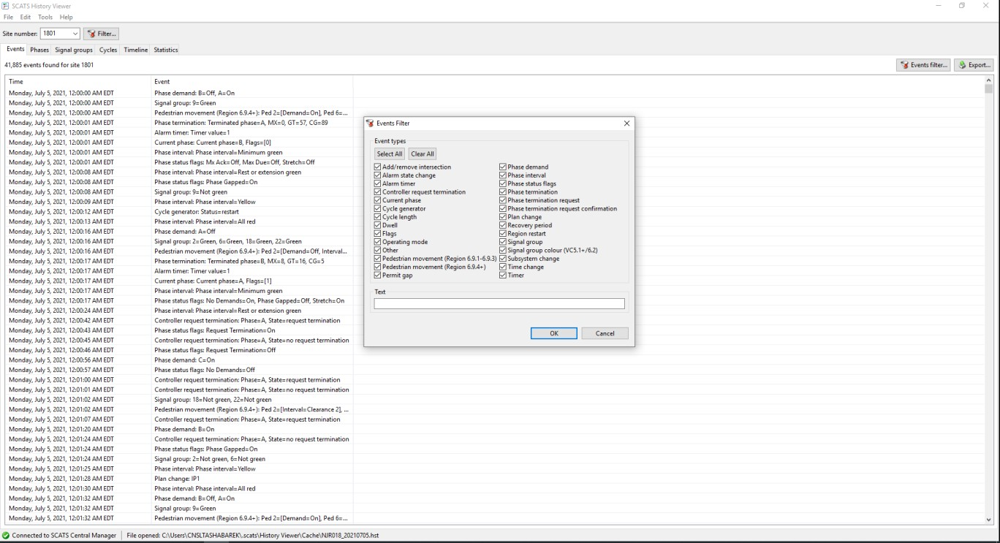 SCATS History Viewer
File Edit Tools Help
Site number: 1801 Filter...
Events Phases Signal groups Cycles Timeline Statistics
41,885 events found for site 1801 Events filter... Export...
Time Event
Monday, July 5, 2021, 12:00:00 AM EDT Phase demand: B=Off, A=On
Monday, July 5, 2021, 12:00:00 AM EDT Signal group: 9=Green
Monday, July 5, 2021, 12:00:00 AM EDT Pedestrian movement (Region 6.9.4+): Ped 2=[Demand=On], Ped 6=...
Monday, July 5, 2021, 12:00:01 AM EDT Phase termination: Terminated phase=A, MX=0, GT=57, CG=89
Monday, July 5, 2021, 12:00:01 AM EDT Alarm timer: Timer value=1
Monday, July 5, 2021, 12:00:01 AM EDT Current phase: Current phase=B, Flags=[0]
Monday, July 5, 2021, 12:00:01 AM EDT Phase interval: Phase interval=Minimum green
Monday, July 5, 2021, 12:00:01 AM EDT Phase status flags: Mx Ack=Off, Max Due=Off, Stretch=Off
Monday, July 5, 2021, 12:00:08 AM EDT Phase interval: Phase interval=Rest or extension green
Monday, July 5, 2021, 12:00:08 AM EDT Phase status flags: Phase Gapped=On
Monday, July 5, 2021, 12:00:08 AM EDT Signal group: 9=Not green
Monday, July 5, 2021, 12:00:09 AM EDT Phase interval: Phase interval=Yellow
Monday, July 5, 2021, 12:00:12 AM EDT Cycle generator: Status=restart
Monday, July 5, 2021, 12:00:13 AM EDT Phase interval: Phase interval=All red
Monday, July 5, 2021, 12:00:16 AM EDT Phase demand: A=Off
Monday, July 5, 2021, 12:00:16 AM EDT Signal group: 2=Green, 6=Green, 18=Green, 22=Green
Monday, July 5, 2021, 12:00:16 AM EDT Pedestrian movement (Region 6.9.4+): Ped 2=[Demand=Off, Interval...
Monday, July 5, 2021, 12:00:17 AM EDT Phase termination: Terminated phase=B, MX=8, GT=16, CG=5
Monday, July 5, 2021, 12:00:17 AM EDT Alarm timer: Timer value=1
Monday, July 5, 2021, 12:00:17 AM EDT Current phase: Current phase=A, Flags=[1]
Monday, July 5, 2021, 12:00:17 AM EDT Phase interval: Phase interval=Minimum green
Monday, July 5, 2021, 12:00:17 AM EDT Phase status flags: No Demands=On, Phase Gapped=Off, Stretch=On
Monday, July 5, 2021, 12:00:24 AM EDT Phase interval: Phase interval=Rest or extension green
Monday, July 5, 2021, 12:00:42 AM EDT Controller request termination: Phase=A, State=request termination
Monday, July 5, 2021, 12:00:43 AM EDT Phase status flags: Request Termination=On
Monday, July 5, 2021, 12:00:45 AM EDT Controller request termination: Phase=A, State=no request termination
Monday, July 5, 2021, 12:00:46 AM EDT Phase status flags: Request Termination=Off
Monday, July 5, 2021, 12:00:56 AM EDT Phase demand: C=On
Monday, July 5, 2021, 12:00:57 AM EDT Phase status flags: No Demands=Off
Monday, July 5, 2021, 12:01:00 AM EDT Controller request termination: Phase=A, State=request termination
Monday, July 5, 2021, 12:01:01 AM EDT Controller request termination: Phase=A, State=no request termination
Monday, July 5, 2021, 12:01:02 AM EDT Signal group: 18=Not green, 22=Not green
Monday, July 5, 2021, 12:01:02 AM EDT Pedestrian movement (Region 6.9.4+): Ped 2=[Interval=Clearance 2], ...
Monday, July 5, 2021, 12:01:07 AM EDT Controller request termination: Phase=A, State=request termination
Monday, July 5, 2021, 12:01:20 AM EDT Phase demand: B=On
Monday, July 5, 2021, 12:01:24 AM EDT Controller request termination: Phase=A, State=no request termination
Monday, July 5, 2021, 12:01:24 AM EDT Phase status flags: Phase Gapped=On
Monday, July 5, 2021, 12:01:24 AM EDT Signal group: 2=Not green, 6=Not green
Monday, July 5, 2021, 12:01:25 AM EDT Phase interval: Phase interval=Yellow
Monday, July 5, 2021, 12:01:28 AM EDT Plan change: IP1
Monday, July 5, 2021, 12:01:30 AM EDT Phase interval: Phase interval=All red
Monday, July 5, 2021, 12:01:32 AM EDT Phase demand: B=Off, A=On
Monday, July 5, 2021, 12:01:32 AM EDT Signal group: 9=Green
Monday, July 5, 2021, 12:01:32 AM EDT Pedestrian movement (Region 6.9.4+): Ped 2=[Demand=On], Ped 6=...
Events Filter
Event types
Select All Clear All
Add/remove intersection Phase demand
Alarm state change Phase interval
Alarm timer Phase status flags
Controller request termination Phase termination
Current phase Phase termination request
Cycle generator Phase termination request confirmation
Cycle length Plan change
Dwell Recovery period
Flags Region restart
Operating mode Signal group
Other Signal group colour (VC5.1+/6.2)
Pedestrian movement (Region 6.9.1-6.9.3) Subsystem change
Pedestrian movement (Region 6.9.4+) Time change
Permit gap Timer
Text
OK Cancel
Connected to SCATS Central Manager File opened: C:\Users\CNSLTASHABAREK\.scats\History Viewer\Cache\NJR018_20210705.hst